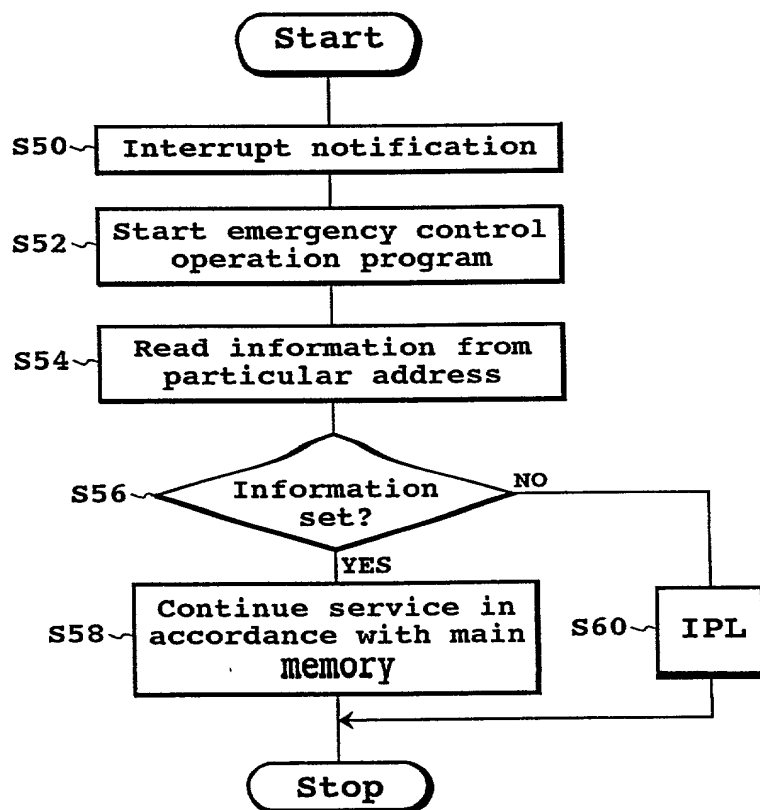 Start
S50
Interrupt notification
S52
Start emergency control
operation program
S54
Read information from
particular address
S56
Information
set?
NO
YES
S58
Continue service in
accordance with main
memory
S60
IPL
Stop